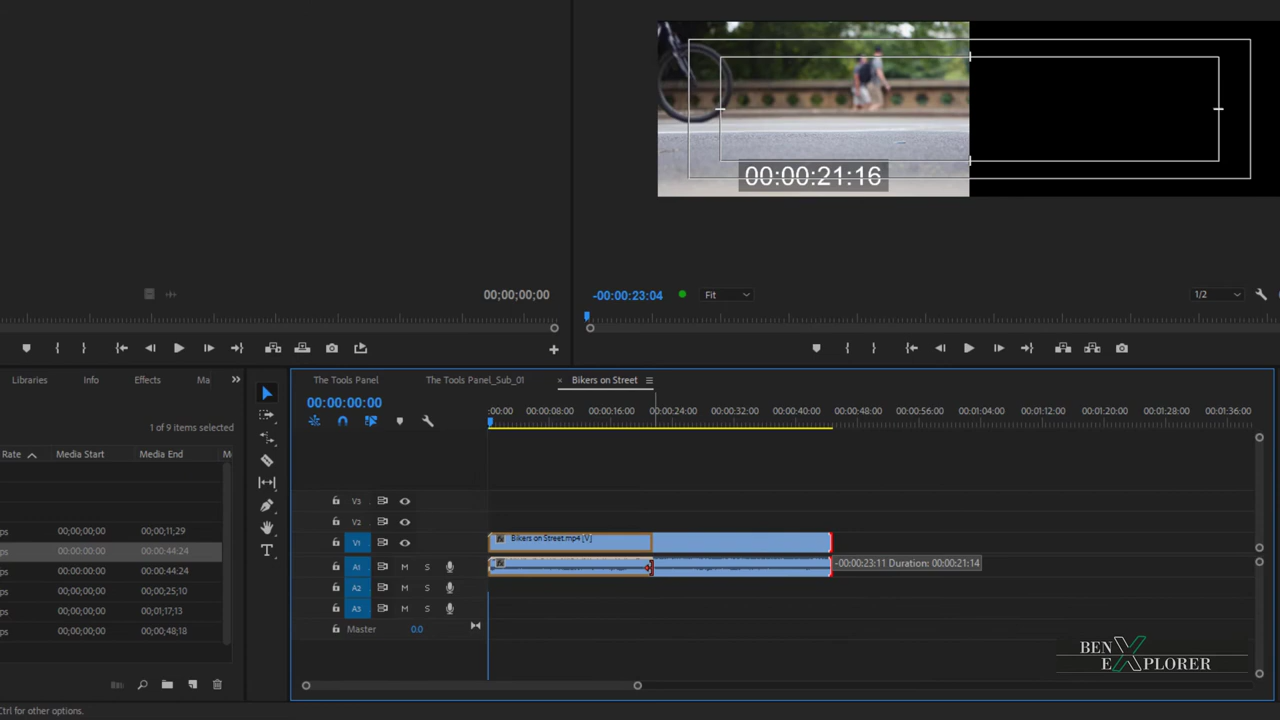 00:00:21:16
00;00;00;00
-00:00:23:04
Fit
1/2
Libraries
Info
Effects
Ma
The Tools Panel
The Tools Panel_Sub_01
× Bikers on Street
00:00:00:00
:00:00
00:00:08:00
00:00:16:00
00:00:24:00
00:00:32:00
00:00:40:00
00:00:48:00
00:00:56:00
00:01:04:00
00:01:12:00
00:01:20:00
00:01:28:00
00:01:36:00
1 of 9 items selected
Rate
Media Start
Media End
M
ps
00;00;00;00
00;00;11;29
ps
00:00:00:00
00:00:44:24
ps
00:00:00:00
00:00:44:24
ps
00;00;00;00
00;00;25;10
ps
00;00;00;00
00;01;17;13
ps
00;00;00;00
00;00;48;18
V3
V2
V1
Bikers on Street.mp4 [V]
A1
M
S
-00:00:23:11 Duration: 00:00:21:14
A2
M
S
A3
M
S
Master
0.0
BEN
EXPLORER
Ctrl for other options.